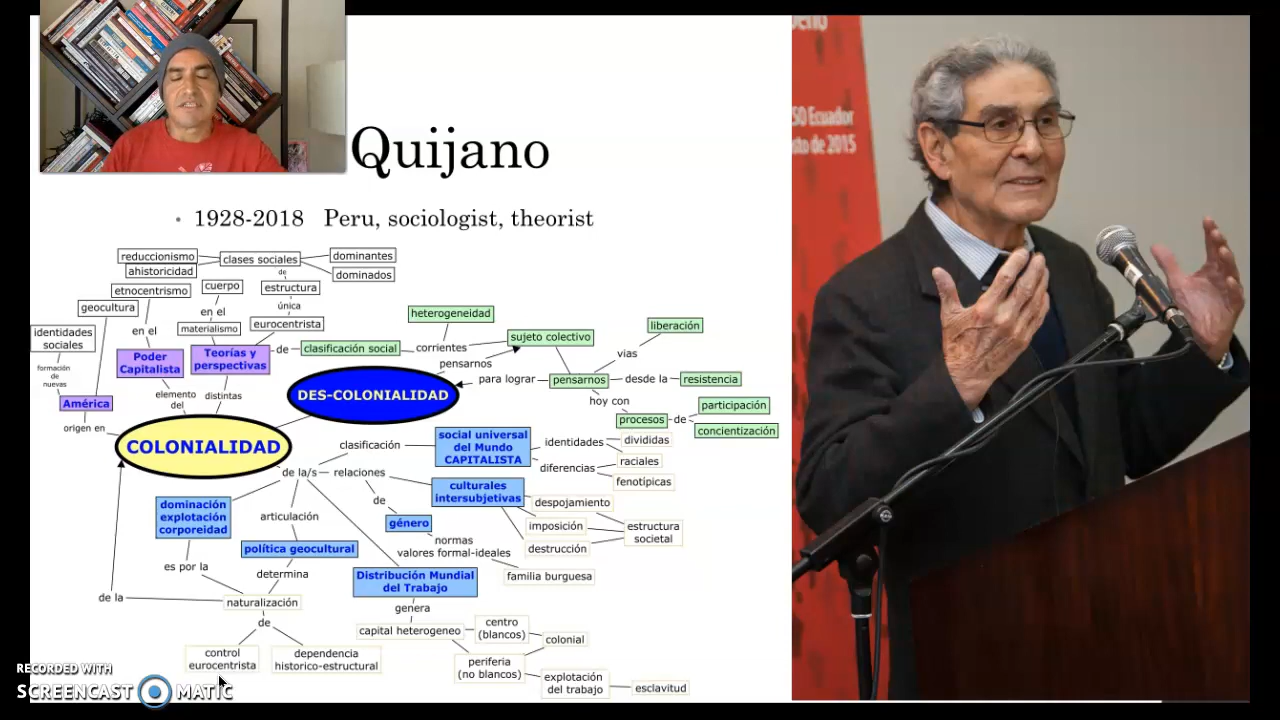 Quijano
• 1928-2018 Peru, sociologist, theorist
reduccionismo
ahistoricidad
clases sociales
dominantes
dominados
etnocentrismo
cuerpo
de
estructura
geocultura
en el
única
identidades
sociales
en el
materialismo
eurocentrista
heterogeneidad
formación
de
nuevas
Poder
Capitalista
Teorías y
perspectivas
de
clasificación social
corrientes
pensarnos
sujeto colectivo
liberación
vias
América
elemento
del
distintas
DES-COLONIALIDAD
para lograr
pensarnos
desde la
resistencia
hoy con
procesos
de
participación
concientización
origen en
COLONIALIDAD
clasificación
social universal
del Mundo
CAPITALISTA
identidades
divididas
diferencias
raciales
fenotípicas
de la/s
relaciones
culturales
intersubjetivas
despojamiento
imposición
destrucción
estructura
societal
dominación
explotación
corporeidad
articulación
de
género
normas
valores formal-ideales
familia burguesa
política geocultural
es por la
determina
Distribución Mundial
del Trabajo
de la
naturalización
genera
de
capital heterogeneo
centro
(blancos)
colonial
control
eurocentrista
dependencia
historico-estructural
periferia
(no blancos)
explotación
del trabajo
esclavitud
SO Ecuador
sto de 2015
RECORDED WITH
SCREENCAST MATIC